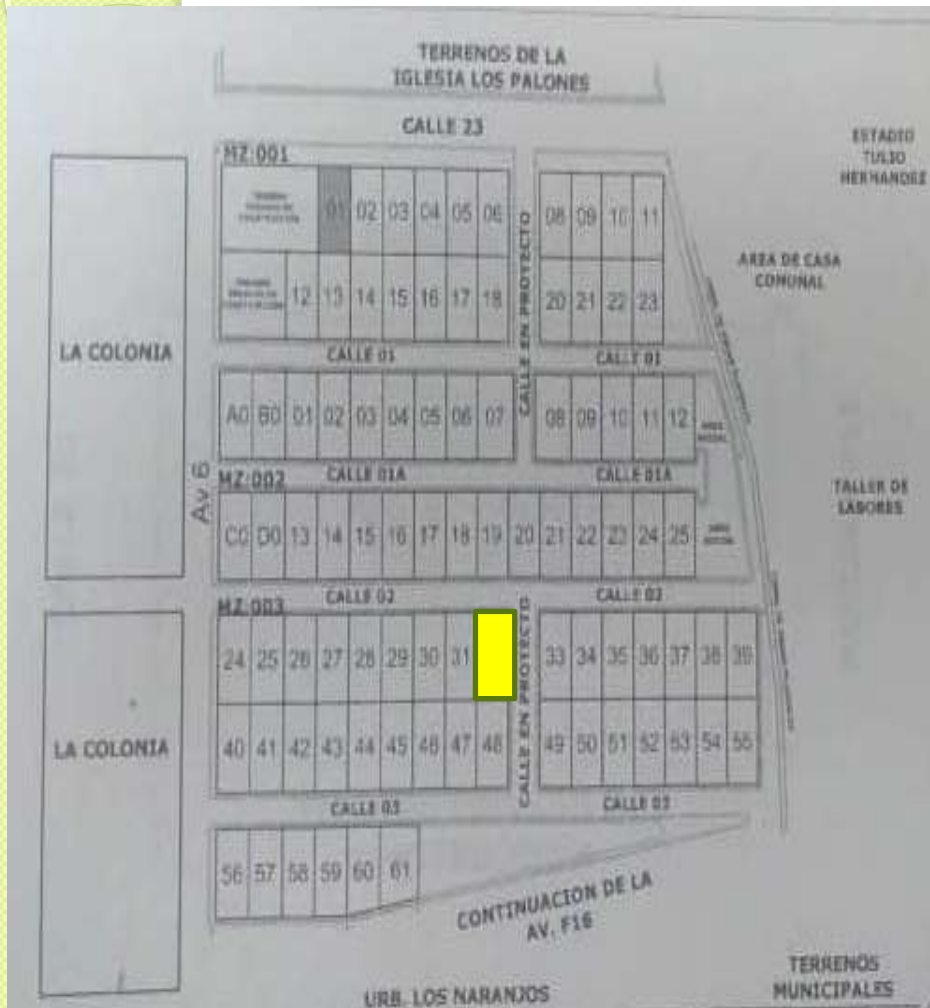 TERRENOS DE LA
IGLESIA LOS PALONES
CALLE 23
ESTADIO
TULIO
HERNANDEZ
MZ:001
01 02 03 04 05 06
08 09 10 11
AREA DE CASA
COMUNAL
12 13 14 15 16 17 18
20 21 22 23
CALLE EN PROYECTO
LA COLONIA
CALLE 01
CALLE 01
A0 B0 01 02 03 04 05 06 07
08 09 10 11 12
Av 6
MZ:002
CALLE 01A
CALLE 01A
TALLER DE
LABORES
C0 D0 13 14 15 16 17 18 19 20 21 22 23 24 25
MZ:003
CALLE 02
CALLE 02
24 25 26 27 28 29 30 31
33 34 35 36 37 38 39
CALLE EN PROYECTO
LA COLONIA
40 41 42 43 44 45 46 47 48
49 50 51 52 53 54 55
CALLE 03
CALLE 03
56 57 58 59 60 61
CONTINUACION DE LA
AV. F16
URB. LOS NARANJOS
TERRENOS
MUNICIPALES